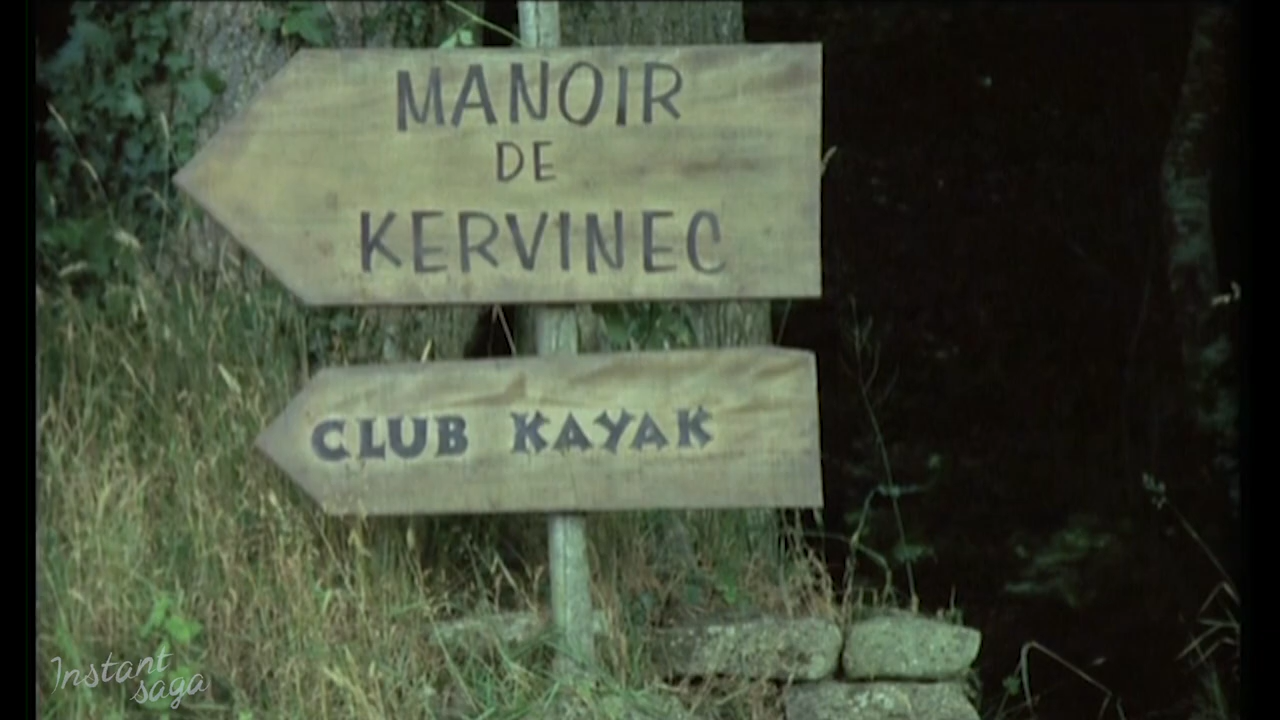 MANOIR
DE
KERVINEC
CLUB KAYAK
Instant
saga